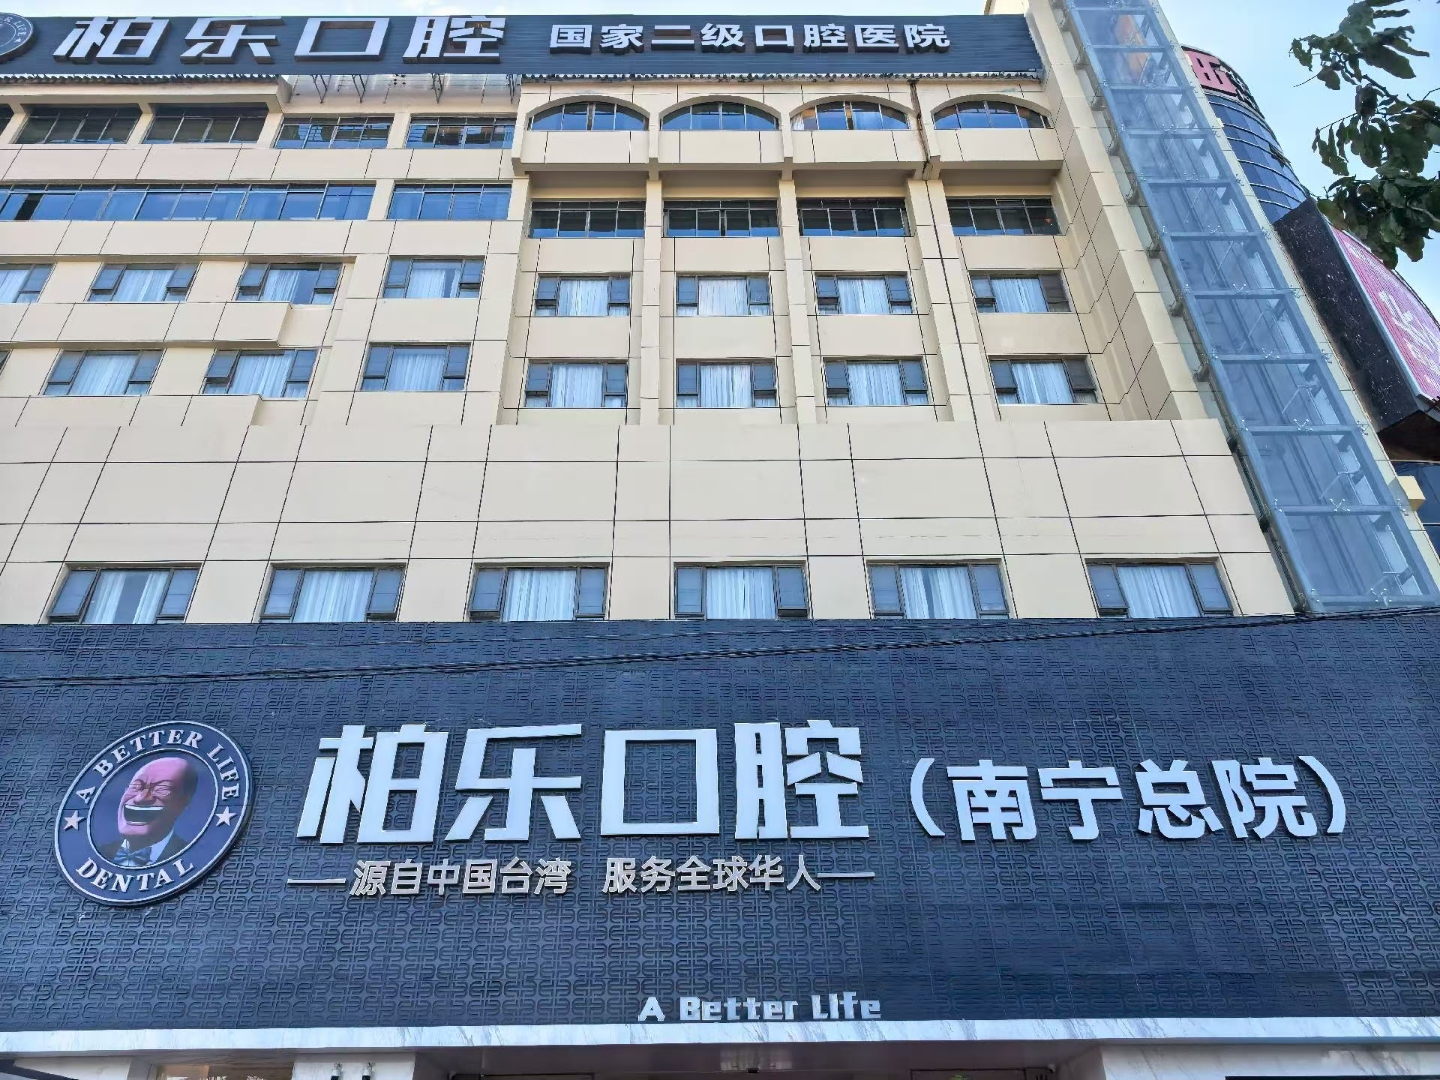 柏乐口腔 国家二级口腔医院
A BETTER LIFE
DENTAL
柏乐口腔（南宁总院）
源自中国台湾 服务全球华人
A Better Life